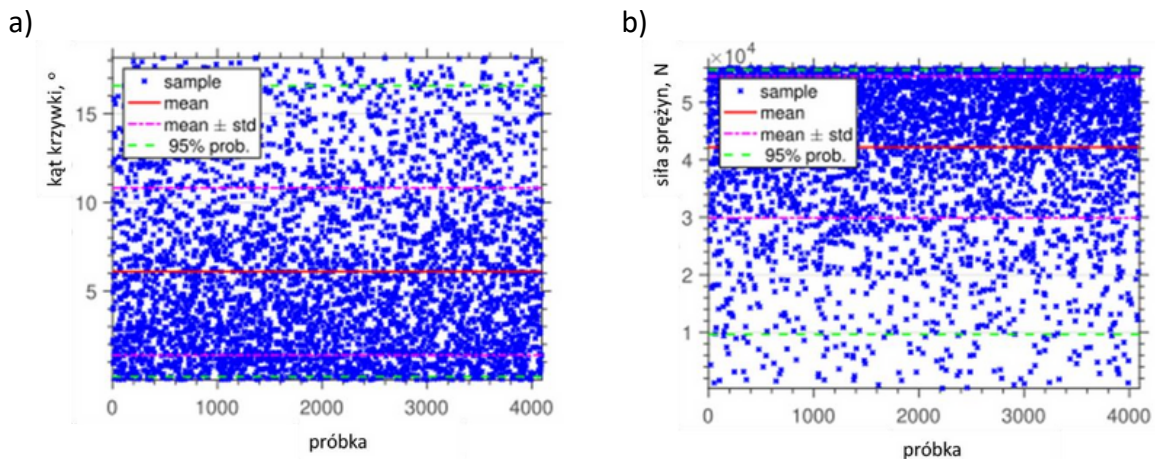 a)
kąt krzywki, °
15
10
5
sample
mean
mean ± std
95% prob.
0 1000 2000 3000 4000
próbka
b)
siła sprężyn, N
×10⁴
5
4
3
2
1
sample
mean
mean ± std
95% prob.
0 1000 2000 3000 4000
próbka